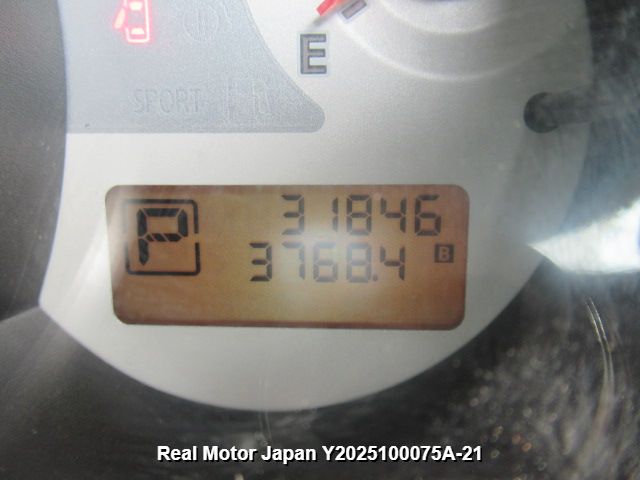 E
SPORT
P 31846
3768.4 B
Real Motor Japan Y2025100075A-21